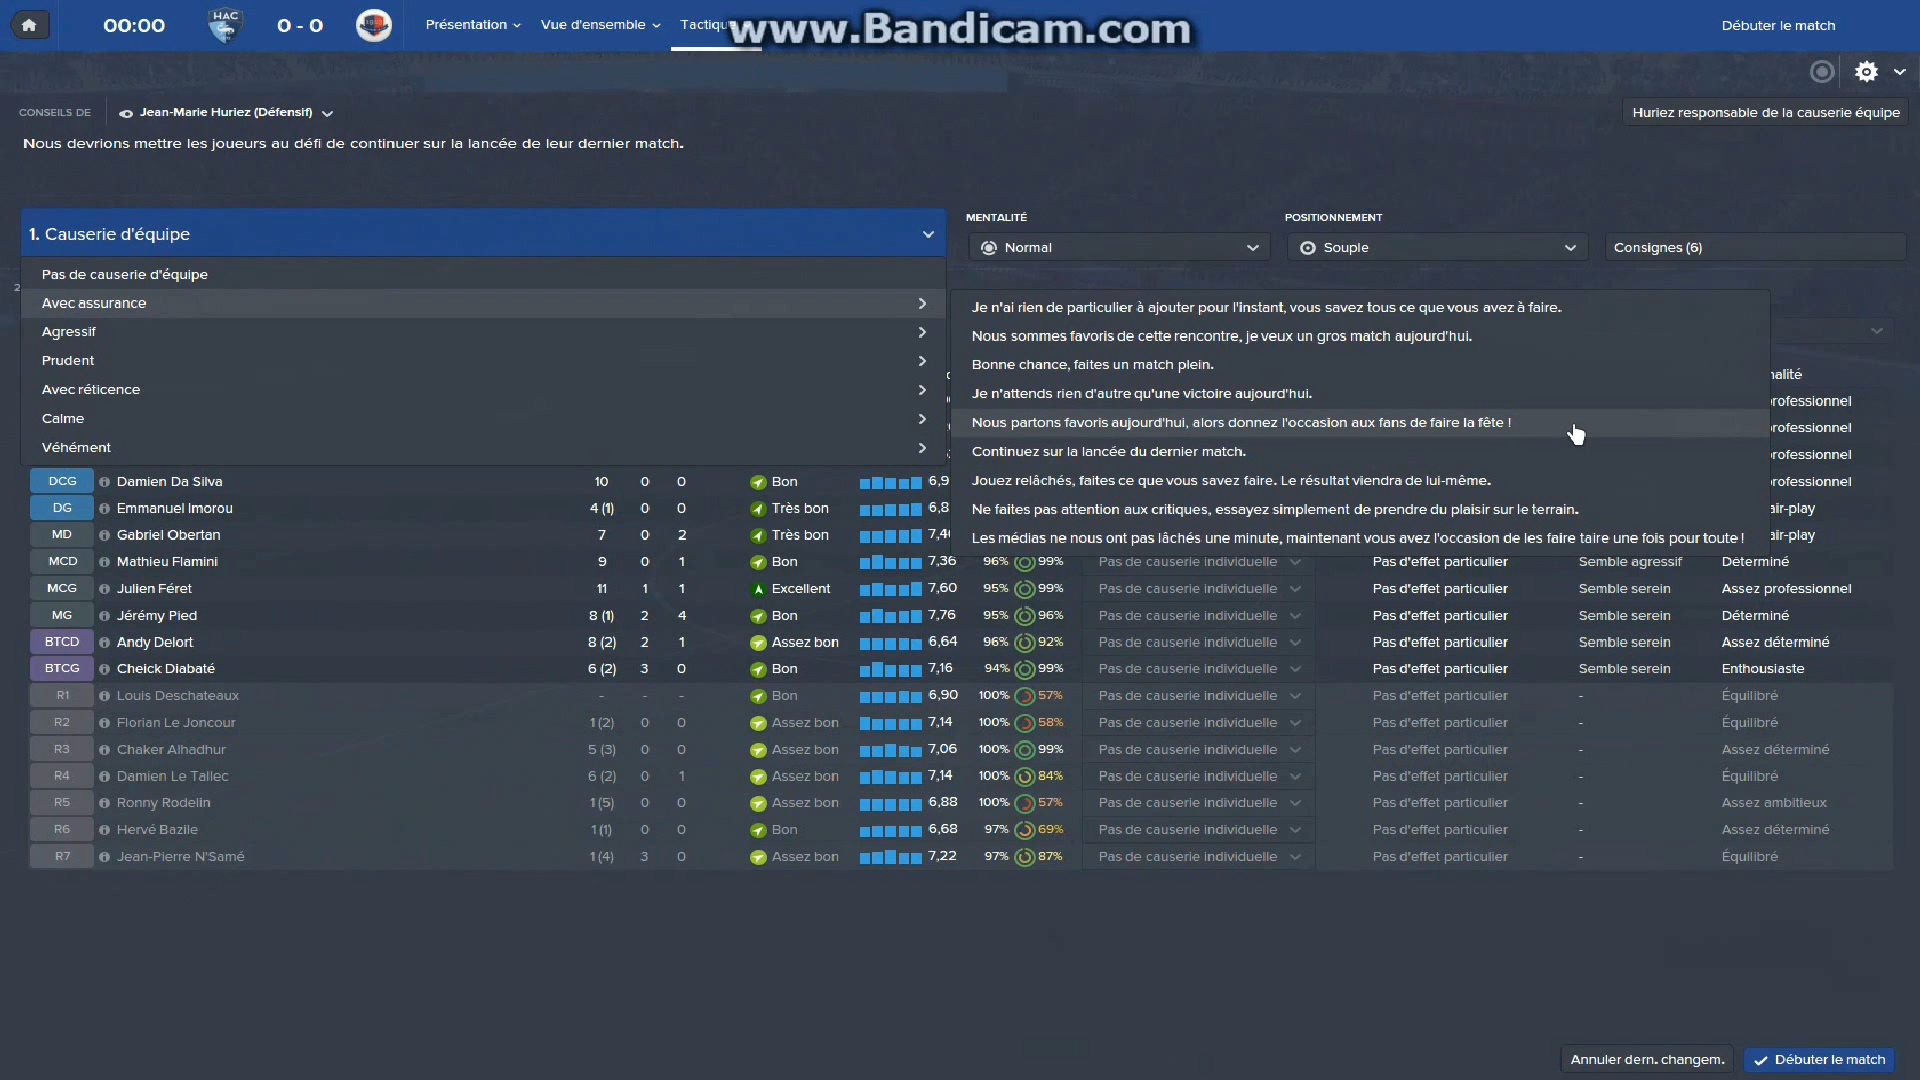 www.Bandicam.com
00:00 HAC 0 - 0 Présentation Vue d'ensemble Tactique Débuter le match
CONSEILS DE Jean-Marie Huriez (Défensif) Huriez responsable de la causerie équipe
Nous devrions mettre les joueurs au défi de continuer sur la lancée de leur dernier match.
MENTALITÉ POSITIONNEMENT
1. Causerie d'équipe Normal Souple Consignes (6)
Pas de causerie d'équipe
Avec assurance
Agressif
Prudent
Avec réticence
Calme
Véhément
Je n'ai rien de particulier à ajouter pour l'instant, vous savez tous ce que vous avez à faire.
Nous sommes favoris de cette rencontre, je veux un gros match aujourd'hui.
Bonne chance, faites un match plein.
Je n'attends rien d'autre qu'une victoire aujourd'hui.
Nous partons favoris aujourd'hui, alors donnez l'occasion aux fans de faire la fête !
Continuez sur la lancée du dernier match.
Jouez relâchés, faites ce que vous savez faire. Le résultat viendra de lui-même.
Ne faites pas attention aux critiques, essayez simplement de prendre du plaisir sur le terrain.
Les médias ne nous ont pas lâchés une minute, maintenant vous avez l'occasion de les faire taire une fois pour toute !
nalité
professionnel
professionnel
professionnel
DCG Damien Da Silva 10 0 0 Bon 6,9 professionnel
DG Emmanuel Imorou 4 (1) 0 0 Très bon 6,8 air-play
MD Gabriel Obertan 7 0 2 Très bon 7,4 air-play
MCD Mathieu Flamini 9 0 1 Bon 7,36 96% 99% Pas de causerie individuelle Pas d'effet particulier Semble agressif Déterminé
MCG Julien Féret 11 1 1 Excellent 7,60 95% 99% Pas de causerie individuelle Pas d'effet particulier Semble serein Assez professionnel
MG Jérémy Pied 8 (1) 2 4 Bon 7,76 95% 96% Pas de causerie individuelle Pas d'effet particulier Semble serein Déterminé
BTCD Andy Delort 8 (2) 2 1 Assez bon 6,64 96% 92% Pas de causerie individuelle Pas d'effet particulier Semble serein Assez déterminé
BTCG Cheick Diabaté 6 (2) 3 0 Bon 7,16 94% 99% Pas de causerie individuelle Pas d'effet particulier Semble serein Enthousiaste
R1 Louis Deschateaux - - - Bon 6,90 100% 57% Pas de causerie individuelle Pas d'effet particulier - Équilibré
R2 Florian Le Joncour 1 (2) 0 0 Assez bon 7,14 100% 58% Pas de causerie individuelle Pas d'effet particulier - Équilibré
R3 Chaker Alhadhur 5 (3) 0 0 Assez bon 7,06 100% 99% Pas de causerie individuelle Pas d'effet particulier - Assez déterminé
R4 Damien Le Tallec 6 (2) 0 1 Assez bon 7,14 100% 84% Pas de causerie individuelle Pas d'effet particulier - Équilibré
R5 Ronny Rodelin 1 (5) 0 0 Assez bon 6,88 100% 57% Pas de causerie individuelle Pas d'effet particulier - Assez ambitieux
R6 Hervé Bazile 1 (1) 0 0 Bon 6,68 97% 69% Pas de causerie individuelle Pas d'effet particulier - Assez déterminé
R7 Jean-Pierre N'Samé 1 (4) 3 0 Assez bon 7,22 97% 87% Pas de causerie individuelle Pas d'effet particulier - Équilibré
Annuler dern. changem. Débuter le match